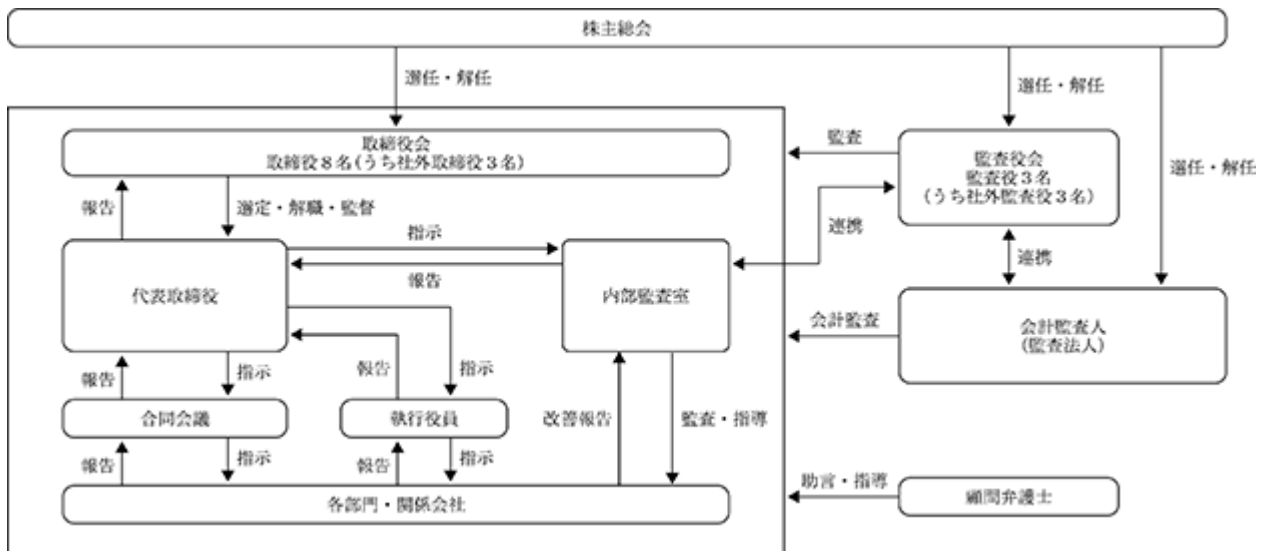 株主総会
選任・解任
選任・解任
選任・解任
取締役会
取締役8名(うち社外取締役3名)
監査
監査役会
監査役3名
(うち社外監査役3名)
報告
選定・解職・監督
指示
連携
連携
代表取締役
報告
内部監査室
会計監査
会計監査人
(監査法人)
報告
指示
報告
指示
合同会議
執行役員
改善報告
監査・指導
報告
指示
報告
指示
各部門・関係会社
助言・指導
顧問弁護士